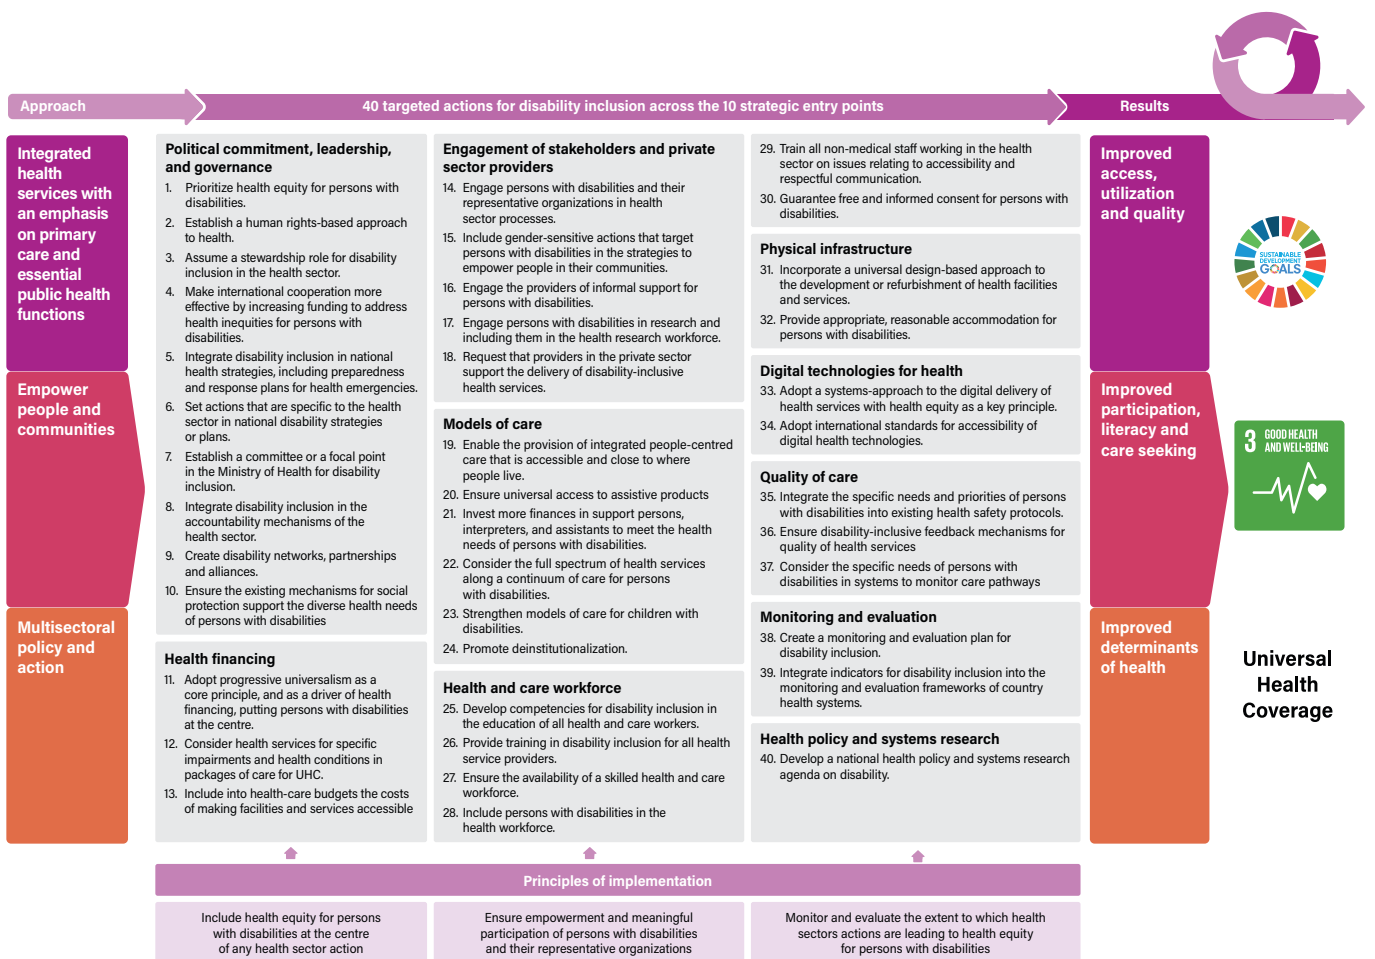 Approach
40 targeted actions for disability inclusion across the 10 strategic entry points
Results
Integrated
health
services with
an emphasis
on primary
care and
essential
public health
functions
Empower
people and
communities
Multisectoral
policy and
action
Political commitment, leadership,
and governance
1. Prioritize health equity for persons with
disabilities.
2. Establish a human rights-based approach
to health.
3. Assume a stewardship role for disability
inclusion in the health sector.
4. Make international cooperation more
effective by increasing funding to address
health inequities for persons with
disabilities.
5. Integrate disability inclusion in national
health strategies, including preparedness
and response plans for health emergencies.
6. Set actions that are specific to the health
sector in national disability strategies
or plans.
7. Establish a committee or a focal point
in the Ministry of Health for disability
inclusion.
8. Integrate disability inclusion in the
accountability mechanisms of the
health sector.
9. Create disability networks, partnerships
and alliances.
10. Ensure the existing mechanisms for social
protection support the diverse health needs
of persons with disabilities
Health financing
11. Adopt progressive universalism as a
core principle, and as a driver of health
financing, putting persons with disabilities
at the centre.
12. Consider health services for specific
impairments and health conditions in
packages of care for UHC.
13. Include into health-care budgets the costs
of making facilities and services accessible
Engagement of stakeholders and private
sector providers
14. Engage persons with disabilities and their
representative organizations in health
sector processes.
15. Include gender-sensitive actions that target
persons with disabilities in the strategies to
empower people in their communities.
16. Engage the providers of informal support for
persons with disabilities.
17. Engage persons with disabilities in research and
including them in the health research workforce.
18. Request that providers in the private sector
support the delivery of disability-inclusive
health services.
Models of care
19. Enable the provision of integrated people-centred
care that is accessible and close to where
people live.
20. Ensure universal access to assistive products
21. Invest more finances in support persons,
interpreters, and assistants to meet the health
needs of persons with disabilities.
22. Consider the full spectrum of health services
along a continuum of care for persons
with disabilities.
23. Strengthen models of care for children with
disabilities.
24. Promote deinstitutionalization.
Health and care workforce
25. Develop competencies for disability inclusion in
the education of all health and care workers.
26. Provide training in disability inclusion for all health
service providers.
27. Ensure the availability of a skilled health and care
workforce.
28. Include persons with disabilities in the
health workforce.
29. Train all non-medical staff working in the health
sector on issues relating to accessibility and
respectful communication.
30. Guarantee free and informed consent for persons with
disabilities.
Physical infrastructure
31. Incorporate a universal design-based approach to
the development or refurbishment of health facilities
and services.
32. Provide appropriate, reasonable accommodation for
persons with disabilities.
Digital technologies for health
33. Adopt a systems-approach to the digital delivery of
health services with health equity as a key principle.
34. Adopt international standards for accessibility of
digital health technologies.
Quality of care
35. Integrate the specific needs and priorities of persons
with disabilities into existing health safety protocols.
36. Ensure disability-inclusive feedback mechanisms for
quality of health services
37. Consider the specific needs of persons with
disabilities in systems to monitor care pathways
Monitoring and evaluation
38. Create a monitoring and evaluation plan for
disability inclusion.
39. Integrate indicators for disability inclusion into the
monitoring and evaluation frameworks of country
health systems.
Health policy and systems research
40. Develop a national health policy and systems research
agenda on disability.
Improved
access,
utilization
and quality
Improved
participation,
literacy and
care seeking
Improved
determinants
of health
SUSTAINABLE
DEVELOPMENT
GOALS
3 GOOD HEALTH
AND WELL-BEING
Universal
Health
Coverage
Principles of implementation
Include health equity for persons
with disabilities at the centre
of any health sector action
Ensure empowerment and meaningful
participation of persons with disabilities
and their representative organizations
Monitor and evaluate the extent to which health
sectors actions are leading to health equity
for persons with disabilities